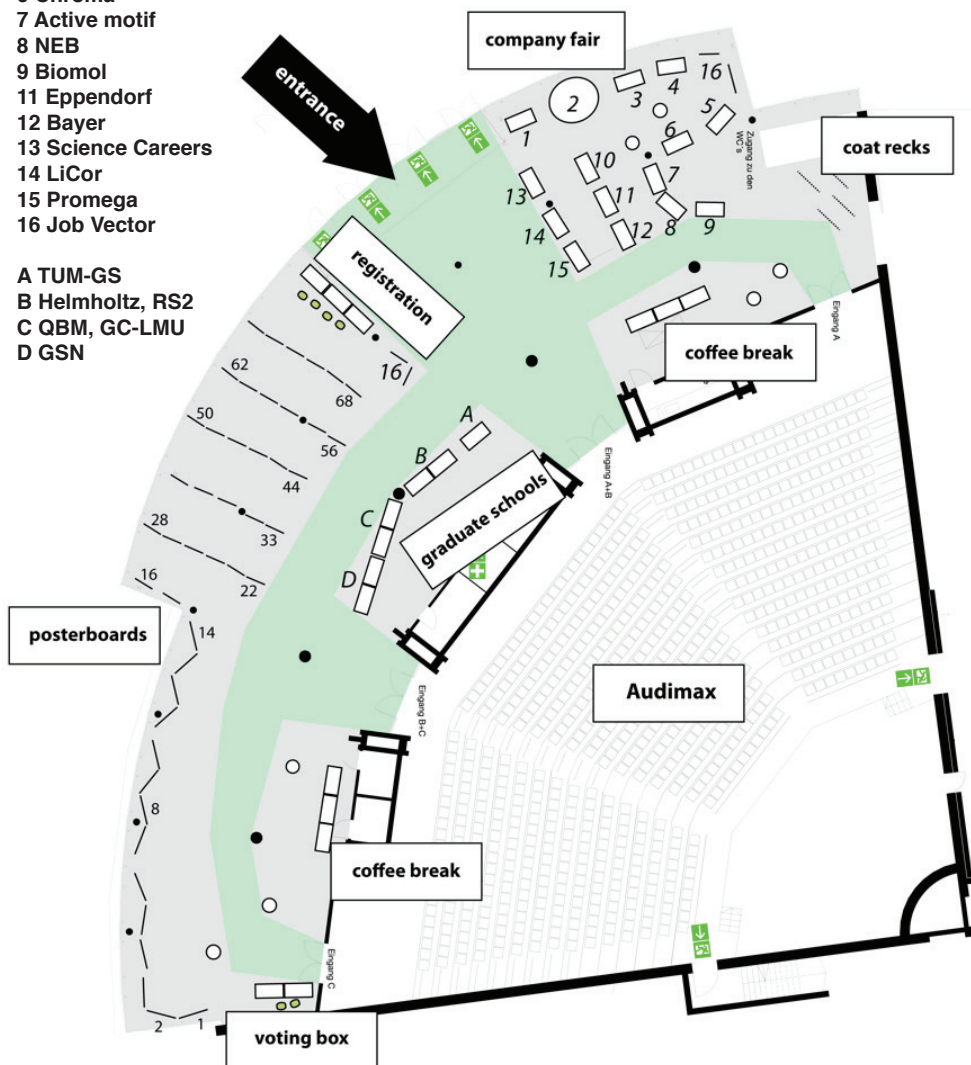 7 Active motif
8 NEB
9 Biomol
11 Eppendorf
12 Bayer
13 Science Careers
14 LiCor
15 Promega
16 Job Vector
A TUM-GS
B Helmholtz, RS2
C QBM, GC-LMU
D GSN
company fair
entrance
1
2
3
4
16
5
6
7
8
9
10
11
12
13
14
15
Zugang zu den
WC´s
coat recks
registration
16
coffee break
Eingang A
62
68
50
56
44
28
33
16
22
14
8
2
1
A
B
C
D
graduate schools
Eingang A+B
posterboards
Audimax
Eingang B+C
coffee break
Eingang C
voting box